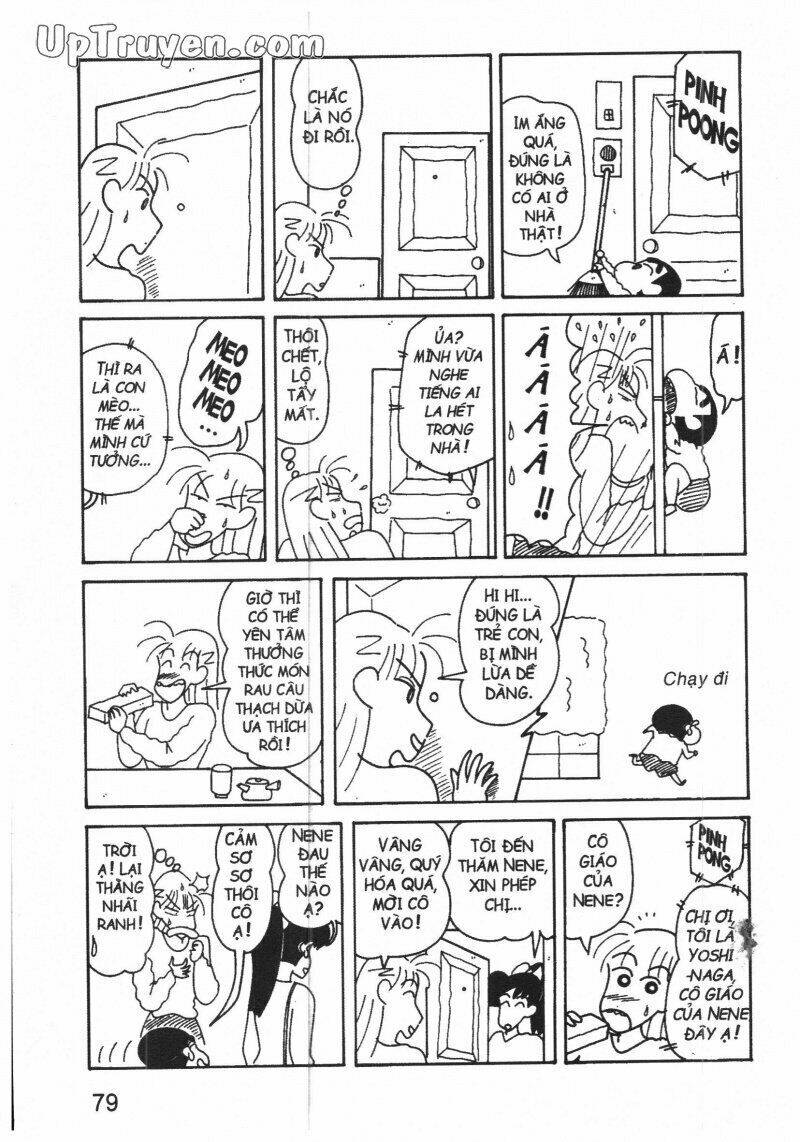 UpTruyen.com
PINH
POONG
IM ẮNG
QUÁ,
ĐÚNG LÀ
KHÔNG
CÓ AI Ở
NHÀ
THẬT!
CHẮC
LÀ NÓ
ĐI RỒI.
Á!
Á
Á
Á
Á
!!
ỦA?
MÌNH VỪA
NGHE
TIẾNG AI
LA HÉT
TRONG
NHÀ!
THÔI
CHẾT,
LỘ
TẨY
MẤT.
MEO
MEO
MEO
...
THÌ RA
LÀ CON
MÈO...
THẾ MÀ
MÌNH CỨ
TƯỞNG...
Chạy đi
HI HI...
ĐÚNG LÀ
TRẺ CON,
BỊ MÌNH
LỪA DỄ
DÀNG.
GIỜ THÌ
CÓ THỂ
YÊN TÂM
THƯỞNG
THỨC MÓN
RAU CÂU
THẠCH DỪA
ƯA THÍCH
RỒI!
PINH
PONG
CHỊ ƠI,
TÔI LÀ
YOSHI
-NAGA,
CÔ GIÁO
CỦA NENE
ĐÂY Ạ!
CÔ
GIÁO
CỦA
NENE?
TÔI ĐẾN
THĂM NENE,
XIN PHÉP
CHỊ...
VÂNG
VÂNG, QUÝ
HÓA QUÁ,
MỜI CÔ
VÀO!
NENE
ĐAU
THẾ
NÀO
Ạ?
CẢM
SƠ
SƠ
THÔI
CÔ
Ạ!
TRỜI
Ạ! LẠI
THẰNG
NHÃI
RANH!
79